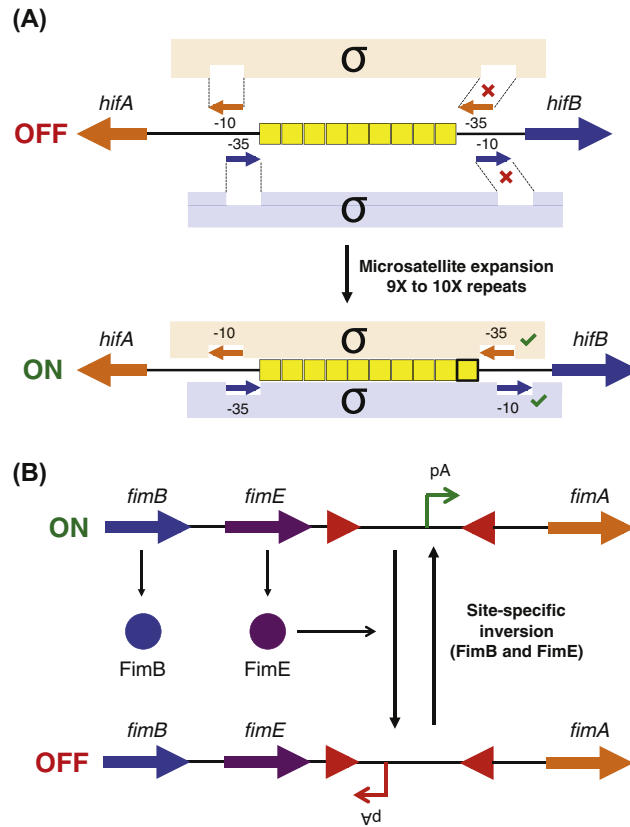 (A)
σ
hifA
hifB
OFF
-10
-35
-35
-10
σ
Microsatellite expansion
9X to 10X repeats
hifA
-10
σ
-35
hifB
ON
-35
σ
-10
(B)
pA
fimB
fimE
fimA
ON
Site-specific
inversion
(FimB and FimE)
FimB
FimE
fimB
fimE
fimA
OFF
pA